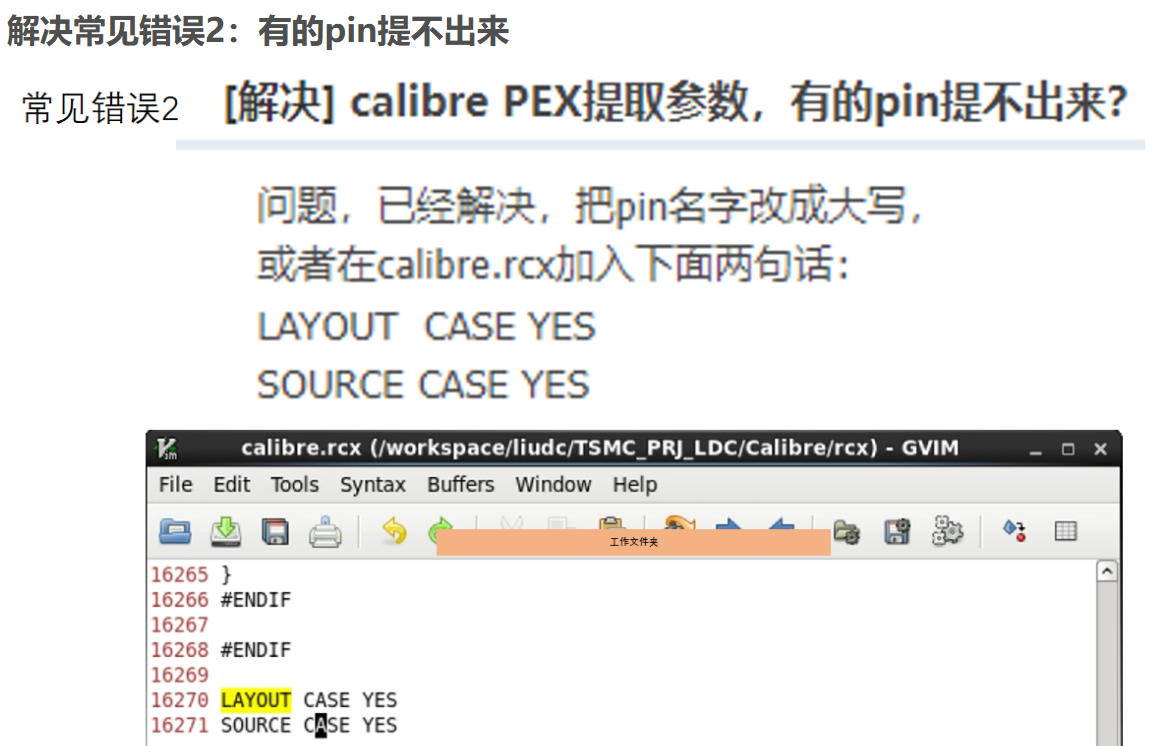 解决常见错误2：有的pin提不出来
常见错误2
[解决] calibre PEX提取参数，有的pin提不出来?
问题，已经解决，把pin名字改成大写，
或者在calibre.rcx加入下面两句话：
LAYOUT CASE YES
SOURCE CASE YES
calibre.rcx (/workspace/liudc/TSMC_PRJ_LDC/Calibre/rcx) - GVIM
File Edit Tools Syntax Buffers Window Help
工作文件夹
16265 }
16266 #ENDIF
16267
16268 #ENDIF
16269
16270 LAYOUT CASE YES
16271 SOURCE CASE YES